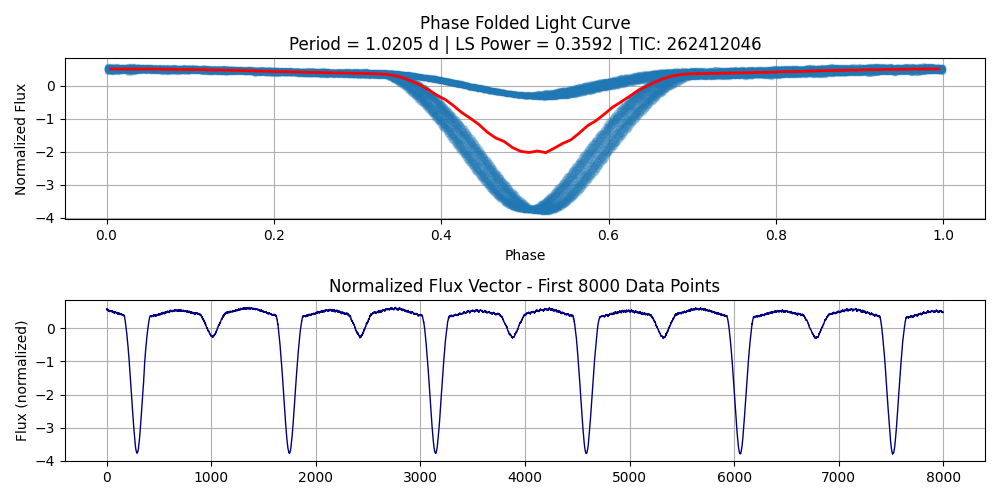 Phase Folded Light Curve
Period = 1.0205 d | LS Power = 0.3592 | TIC: 262412046
Normalized Flux
0
−1
−2
−3
−4
0.0 0.2 0.4 0.6 0.8 1.0
Phase
Normalized Flux Vector - First 8000 Data Points
Flux (normalized)
0
−1
−2
−3
−4
0 1000 2000 3000 4000 5000 6000 7000 8000